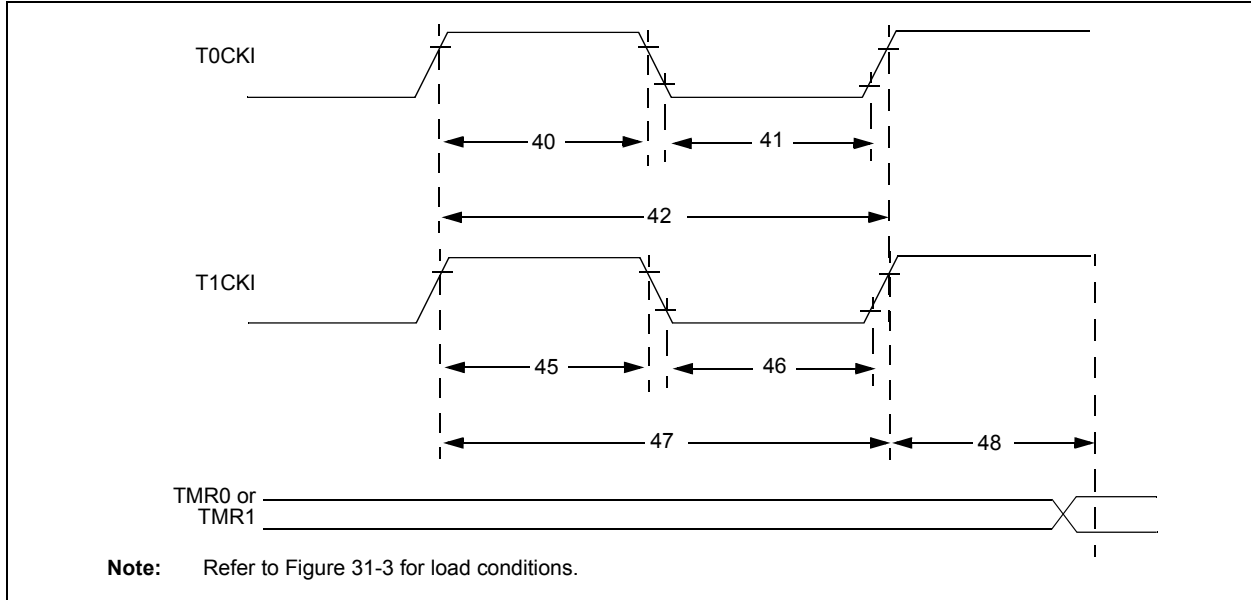 T0CKI
40
41
42
T1CKI
45
46
47
48
TMR0 or
TMR1
Note: Refer to Figure 31-3 for load conditions.